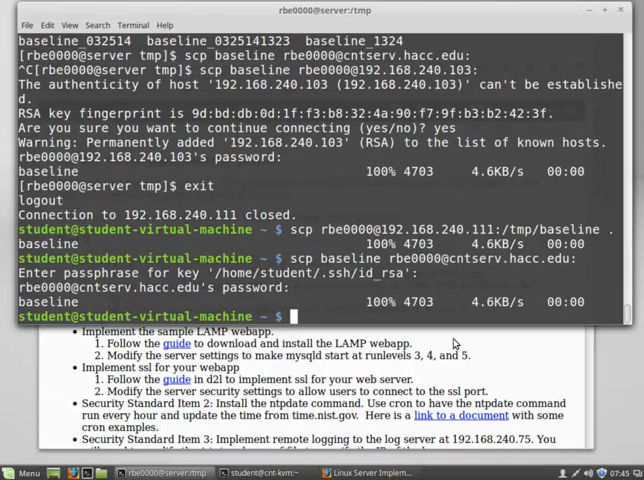 rbe0000@server:/tmp
File Edit View Search Terminal Help
baseline_032514 baseline_0325141323 baseline_1324
[rbe0000@server tmp]$ scp baseline rbe0000@cntserv.hacc.edu:
^C[rbe0000@server tmp]$ scp baseline rbe0000@192.168.240.103:
The authenticity of host '192.168.240.103 (192.168.240.103)' can't be establishe
d.
RSA key fingerprint is 9d:bd:db:0d:1f:f3:b8:32:4a:90:f7:9f:b3:b2:42:3f.
Are you sure you want to continue connecting (yes/no)? yes
Warning: Permanently added '192.168.240.103' (RSA) to the list of known hosts.
rbe0000@192.168.240.103's password:
baseline 100% 4703 4.6KB/s 00:00
[rbe0000@server tmp]$ exit
logout
Connection to 192.168.240.111 closed.
student@student-virtual-machine ~ $ scp rbe0000@192.168.240.111:/tmp/baseline .
baseline 100% 4703 4.6KB/s 00:00
student@student-virtual-machine ~ $ scp baseline rbe0000@cntserv.hacc.edu:
Enter passphrase for key '/home/student/.ssh/id_rsa':
rbe0000@cntserv.hacc.edu's password:
baseline 100% 4703 4.6KB/s 00:00
student@student-virtual-machine ~ $
• Implement the sample LAMP webapp.
1. Follow the guide to download and install the LAMP webapp.
2. Modify the server settings to make mysqld start at runlevels 3, 4, and 5.
• Implement ssl for your webapp
1. Follow the guide in d2l to implement ssl for your web server.
2. Modify the server security settings to allow users to connect to the ssl port.
• Security Standard Item 2: Install the ntpdate command. Use cron to have the ntpdate command
run every hour and update the time from time.nist.gov. Here is a link to a document with some
cron examples.
• Security Standard Item 3: Implement remote logging to the log server at 192.168.240.75. You
Menu rbe0000@server:/tmp student@cnt-kvm:~ Linux Server Implem... 07:45